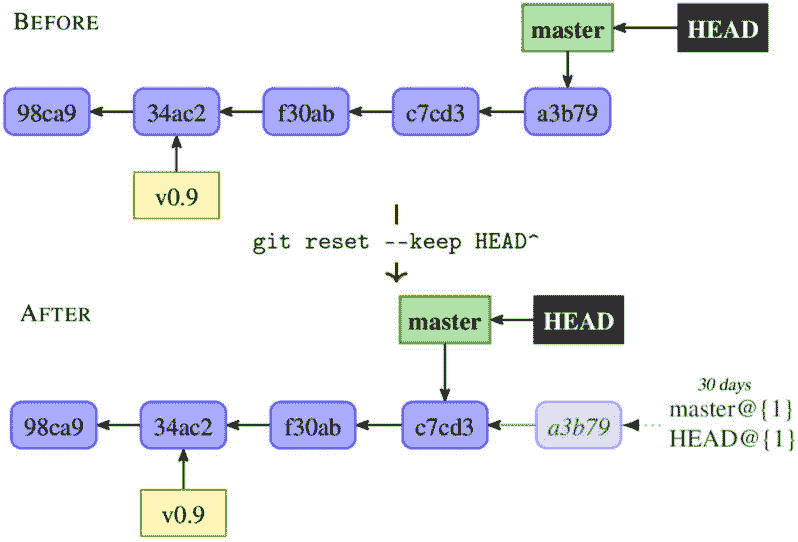 BEFORE
master HEAD
98ca9 34ac2 f30ab c7cd3 a3b79
v0.9
git reset --keep HEAD^
AFTER
master HEAD
30 days
master@{1}
98ca9 34ac2 f30ab c7cd3 a3b79
HEAD@{1}
v0.9